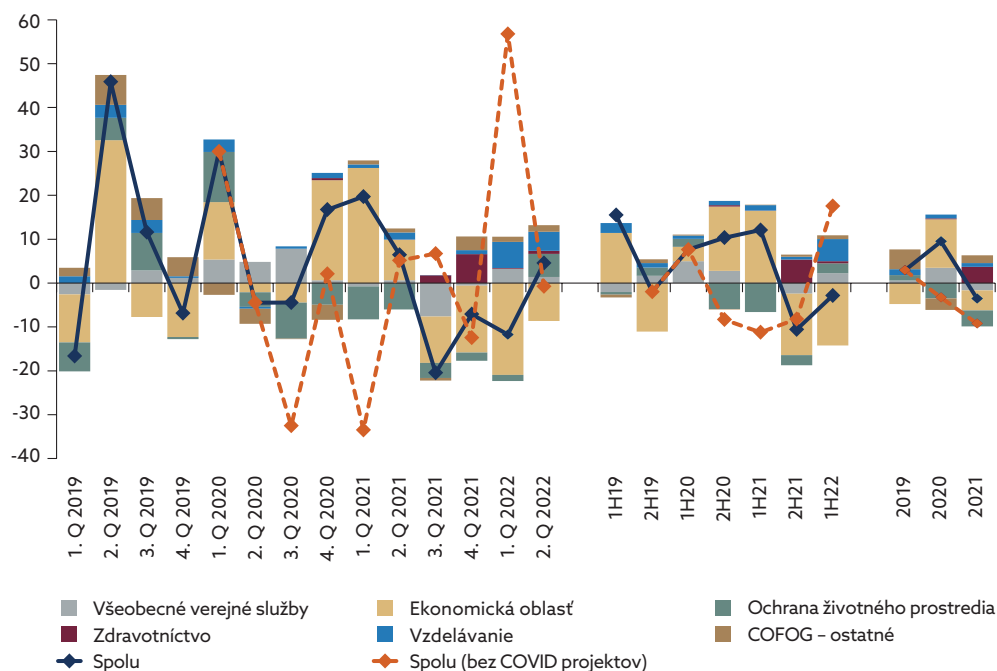 60
50
40
30
20
10
0
-10
-20
-30
-40
1. Q 2019
2. Q 2019
3. Q 2019
4. Q 2019
1. Q 2020
2. Q 2020
3. Q 2020
4. Q 2020
1. Q 2021
2. Q 2021
3. Q 2021
4. Q 2021
1. Q 2022
2. Q 2022
1H19
2H19
1H20
2H20
1H21
2H21
1H22
2019
2020
2021
Všeobecné verejné služby
Ekonomická oblasť
Ochrana životného prostredia
Zdravotníctvo
Vzdelávanie
COFOG – ostatné
Spolu
Spolu (bez COVID projektov)